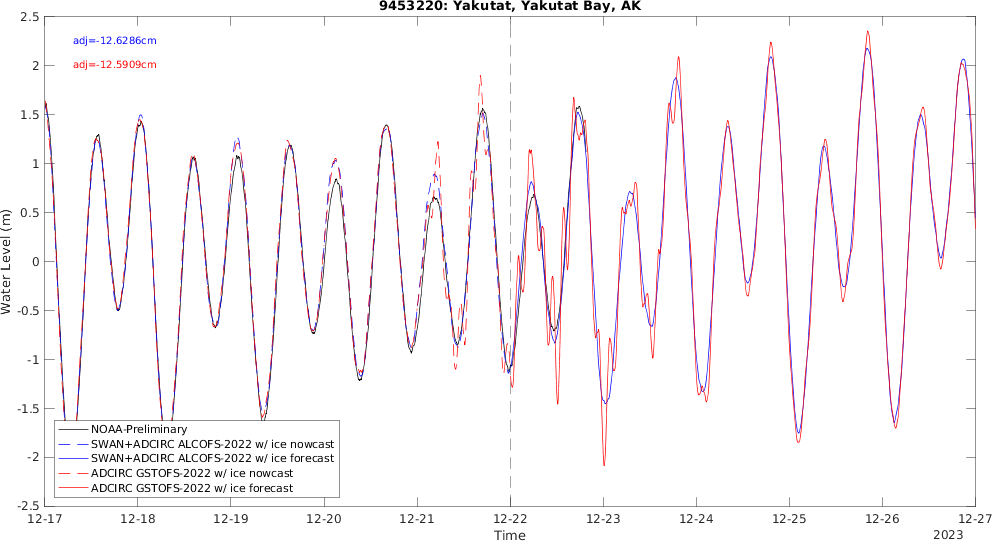 9453220: Yakutat, Yakutat Bay, AK
adj=-12.6286cm
adj=-12.5909cm
Water Level (m)
2.5
2
1.5
1
0.5
0
-0.5
-1
-1.5
-2
-2.5
NOAA-Preliminary
SWAN+ADCIRC ALCOFS-2022 w/ ice nowcast
SWAN+ADCIRC ALCOFS-2022 w/ ice forecast
ADCIRC GSTOFS-2022 w/ ice nowcast
ADCIRC GSTOFS-2022 w/ ice forecast
12-17 12-18 12-19 12-20 12-21 12-22 12-23 12-24 12-25 12-26 12-27
Time
2023